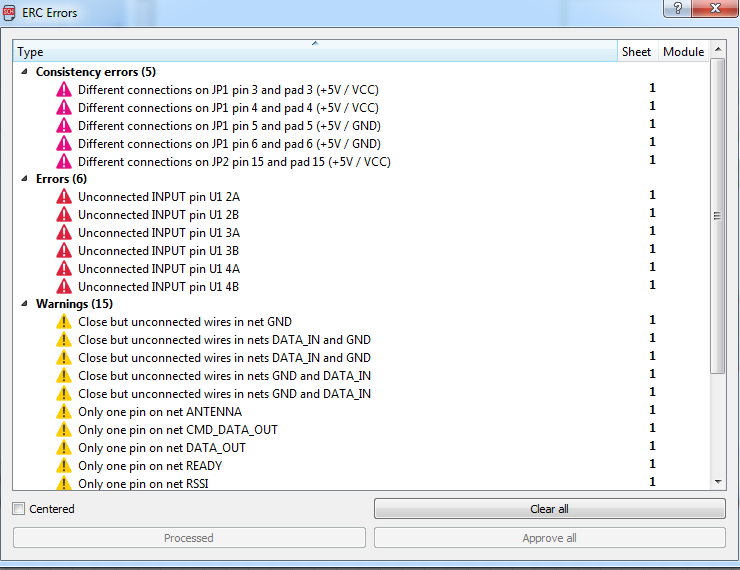 SCH ERC Errors
Type Sheet Module
Consistency errors (5)
Different connections on JP1 pin 3 and pad 3 (+5V / VCC) 1
Different connections on JP1 pin 4 and pad 4 (+5V / VCC) 1
Different connections on JP1 pin 5 and pad 5 (+5V / GND) 1
Different connections on JP1 pin 6 and pad 6 (+5V / GND) 1
Different connections on JP2 pin 15 and pad 15 (+5V / VCC) 1
Errors (6)
Unconnected INPUT pin U1 2A 1
Unconnected INPUT pin U1 2B 1
Unconnected INPUT pin U1 3A 1
Unconnected INPUT pin U1 3B 1
Unconnected INPUT pin U1 4A 1
Unconnected INPUT pin U1 4B 1
Warnings (15)
Close but unconnected wires in net GND 1
Close but unconnected wires in nets DATA_IN and GND 1
Close but unconnected wires in nets DATA_IN and GND 1
Close but unconnected wires in nets GND and DATA_IN 1
Close but unconnected wires in nets GND and DATA_IN 1
Only one pin on net ANTENNA 1
Only one pin on net CMD_DATA_OUT 1
Only one pin on net DATA_OUT 1
Only one pin on net READY 1
Only one pin on net RSSI 1
Centered Clear all
Processed Approve all